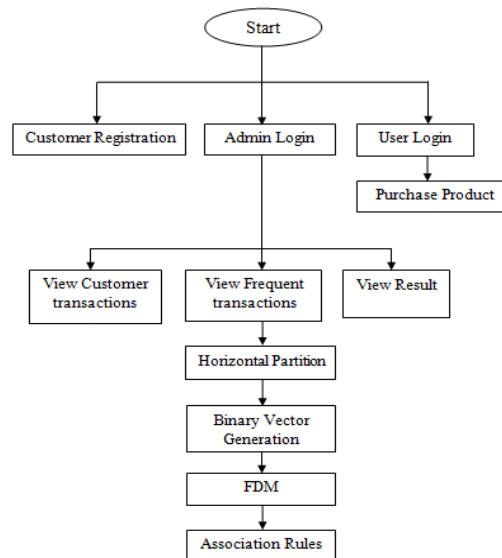 Start
Customer Registration
Admin Login
User Login
Purchase Product
View Customer
transactions
View Frequent
transactions
View Result
Horizontal Partition
Binary Vector
Generation
FDM
Association Rules